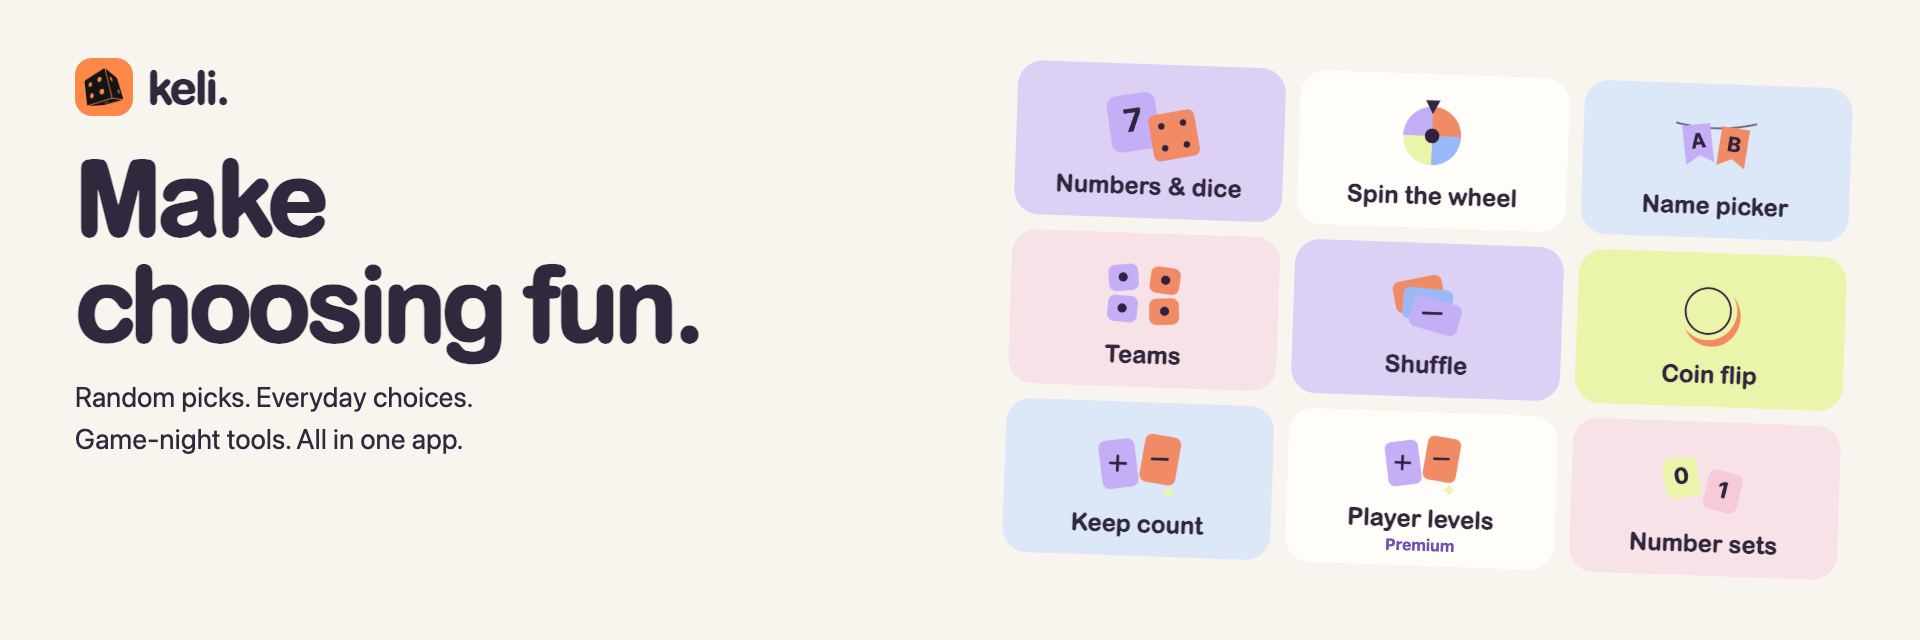 keli.
Make
choosing fun.
Random picks. Everyday choices.
Game-night tools. All in one app.
7
Numbers & dice
Spin the wheel
A B
Name picker
Teams
Shuffle
Coin flip
+ −
Keep count
+ −
Player levels
Premium
0 1
Number sets